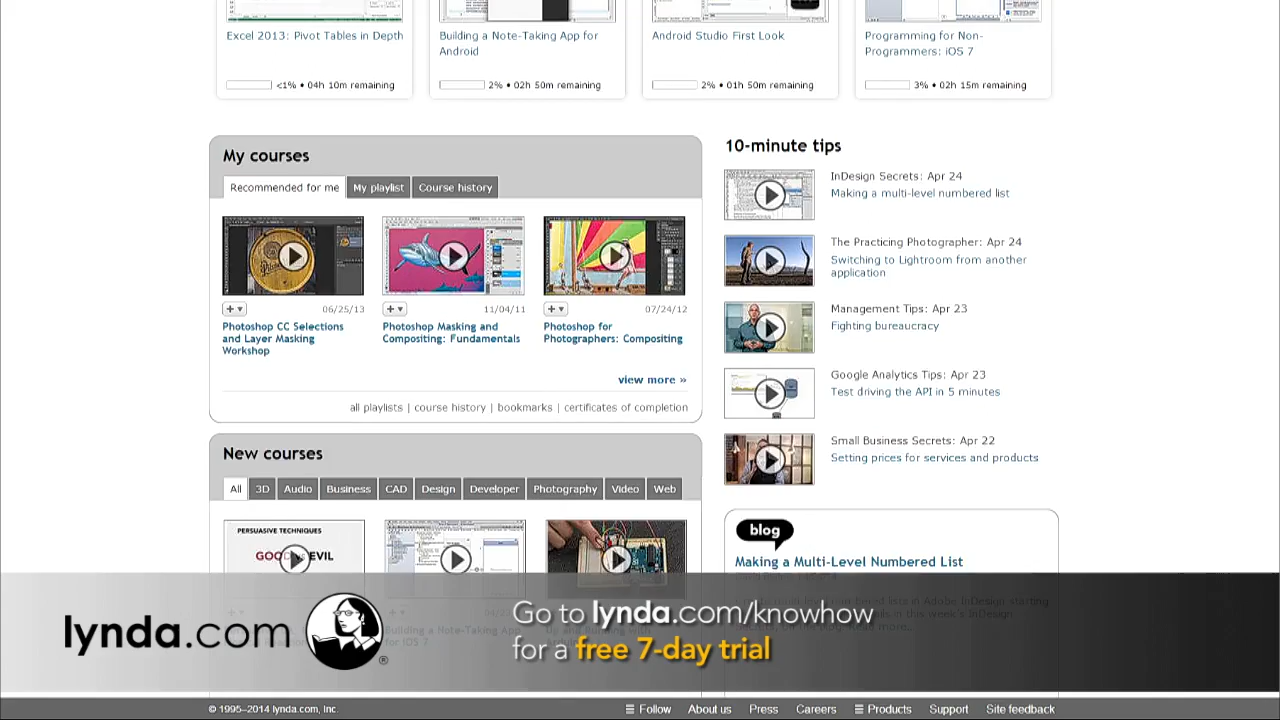 Excel 2013: Pivot Tables in Depth
<1% • 04h 10m remaining
Building a Note-Taking App for
Android
2% • 02h 50m remaining
Android Studio First Look
2% • 01h 50m remaining
Programming for Non-
Programmers: iOS 7
3% • 02h 15m remaining
My courses
Recommended for me My playlist Course history
06/25/13
Photoshop CC Selections
and Layer Masking
Workshop
11/04/11
Photoshop Masking and
Compositing: Fundamentals
07/24/12
Photoshop for
Photographers: Compositing
view more »
all playlists | course history | bookmarks | certificates of completion
10-minute tips
InDesign Secrets: Apr 24
Making a multi-level numbered list
The Practicing Photographer: Apr 24
Switching to Lightroom from another
application
Management Tips: Apr 23
Fighting bureaucracy
Google Analytics Tips: Apr 23
Test driving the API in 5 minutes
Small Business Secrets: Apr 22
Setting prices for services and products
New courses
All 3D Audio Business CAD Design Developer Photography Video Web
PERSUASIVE TECHNIQUES
EVIL
Building a Note-Taking App
for iOS 7
blog
Making a Multi-Level Numbered List
lynda.com ®
Go to lynda.com/knowhow
for a free 7-day trial
© 1995–2014 lynda.com, Inc.
Follow About us Press Careers Products Support Site feedback